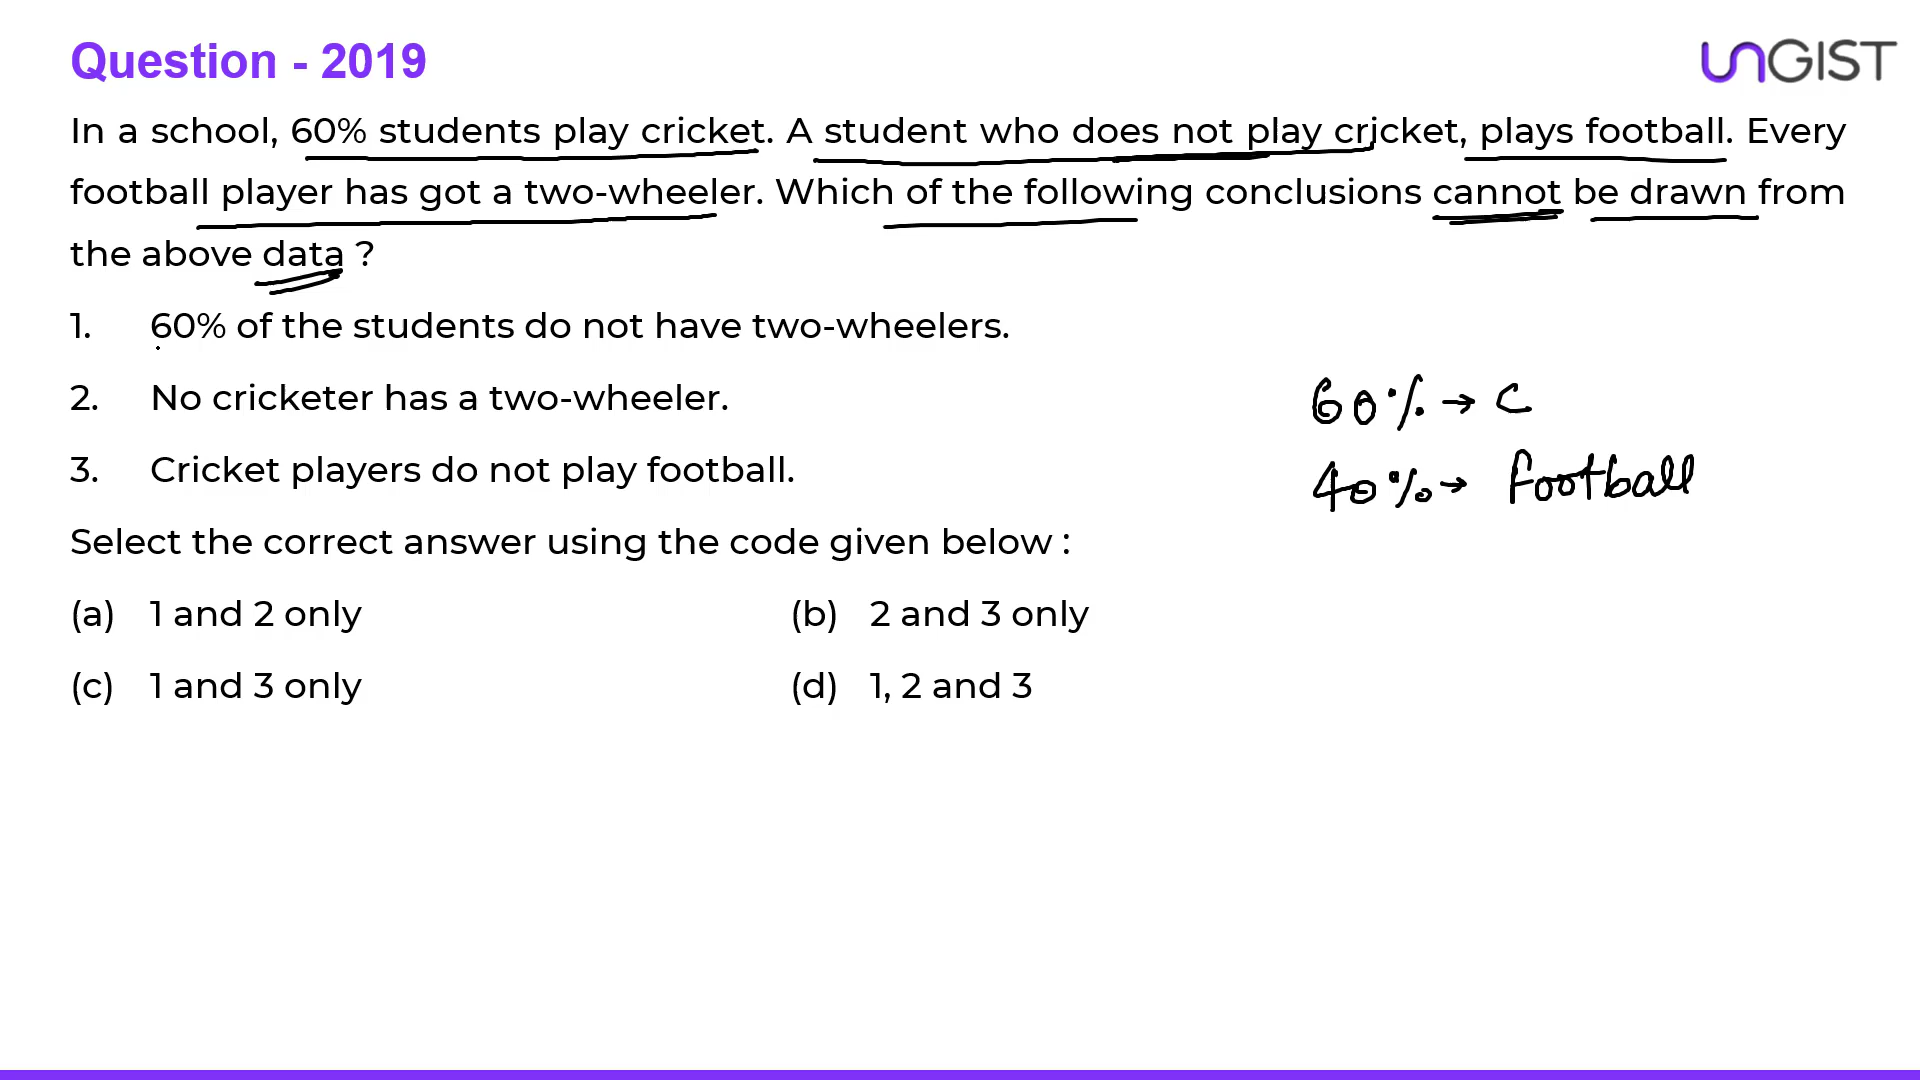 Question - 2019
UNGIST
In a school, 60% students play cricket. A student who does not play cricket, plays football. Every
football player has got a two-wheeler. Which of the following conclusions cannot be drawn from
the above data ?
1. 60% of the students do not have two-wheelers.
2. No cricketer has a two-wheeler.
60% → C
3. Cricket players do not play football.
40% → football
Select the correct answer using the code given below :
(a) 1 and 2 only (b) 2 and 3 only
(c) 1 and 3 only (d) 1, 2 and 3